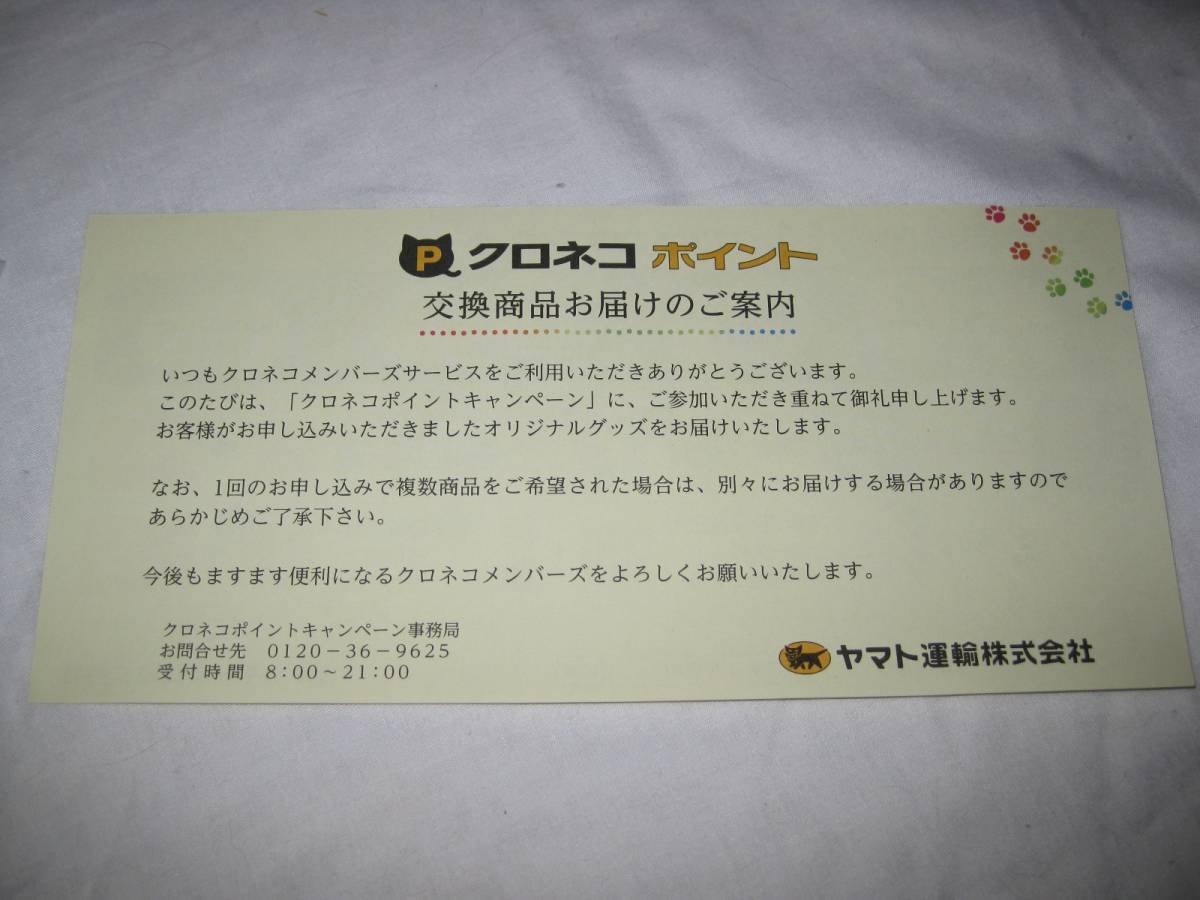 P クロネコ ポイント
交換商品お届けのご案内
いつもクロネコメンバーズサービスをご利用いただきありがとうございます。
このたびは、「クロネコポイントキャンペーン」に、ご参加いただき重ねて御礼申し上げます。
お客様がお申し込みいただきましたオリジナルグッズをお届けいたします。
なお、1回のお申し込みで複数商品をご希望された場合は、別々にお届けする場合がありますので
あらかじめご了承下さい。
今後もますます便利になるクロネコメンバーズをよろしくお願いいたします。
クロネコポイントキャンペーン事務局
お問合せ先 0120-36-9625
受付時間 8:00～21:00
ヤマト運輸株式会社